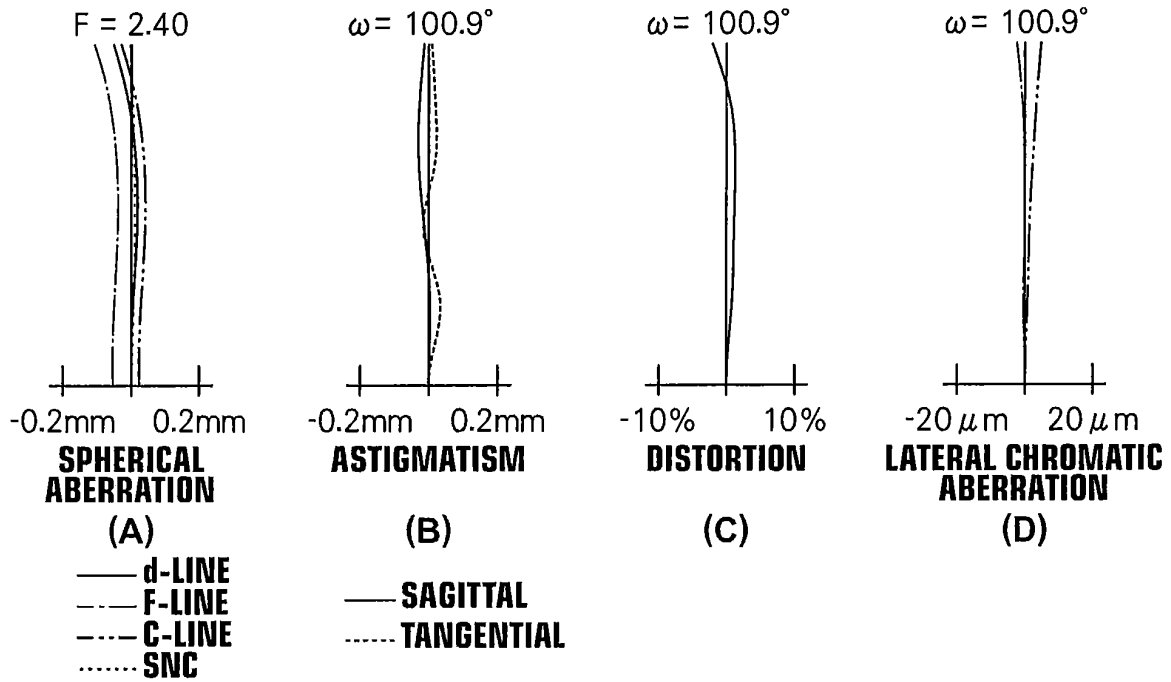 F = 2.40
-0.2mm 0.2mm
SPHERICAL
ABERRATION
(A)
d-LINE
F-LINE
C-LINE
SNC
ω= 100.9°
-0.2mm 0.2mm
ASTIGMATISM
(B)
SAGITTAL
TANGENTIAL
ω= 100.9°
-10% 10%
DISTORTION
(C)
ω= 100.9°
-20 μm 20 μm
LATERAL CHROMATIC
ABERRATION
(D)